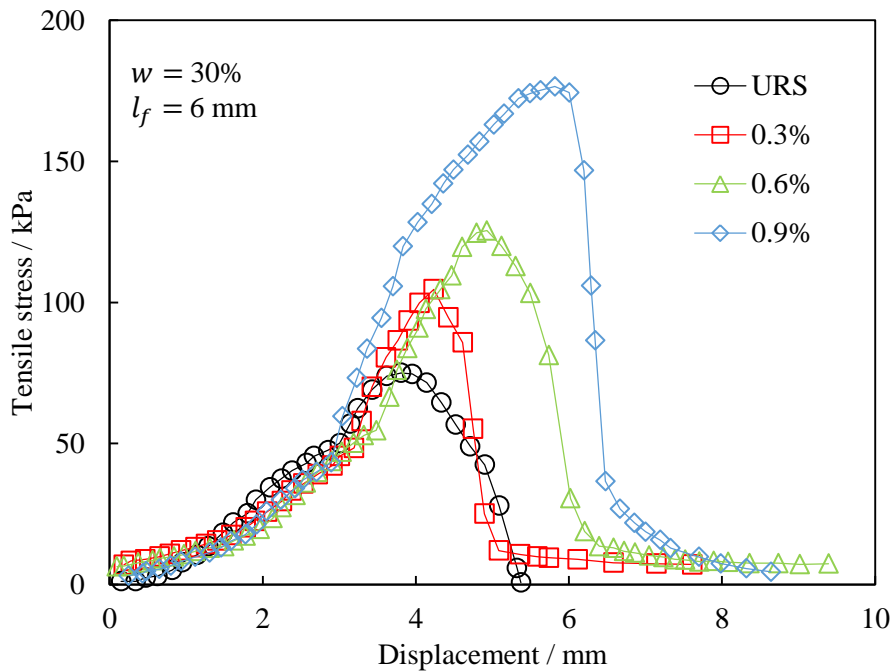 200
150
100
50
0
Tensile stress / kPa
w = 30%
l_f = 6 mm
URS
0.3%
0.6%
0.9%
0 2 4 6 8 10
Displacement / mm